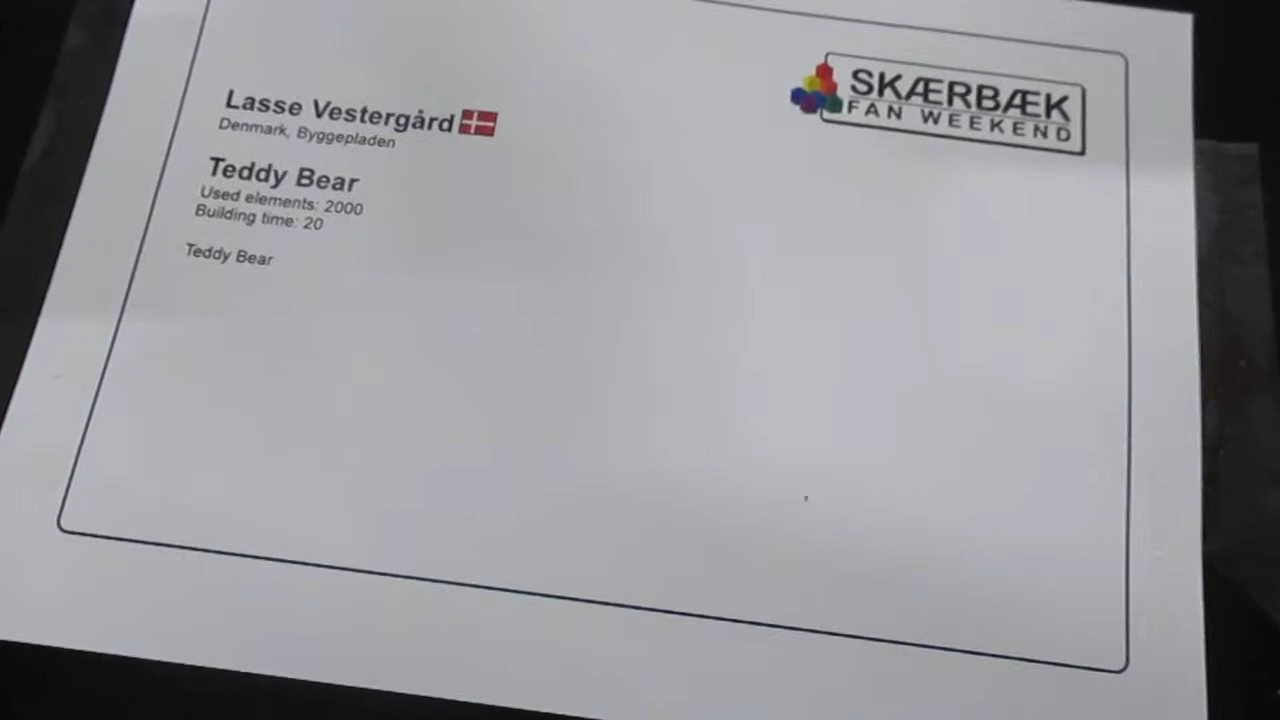 Lasse Vestergård
Denmark, Byggepladen
Teddy Bear
Used elements: 2000
Building time: 20
Teddy Bear
SKÆRBÆK
FAN WEEKEND